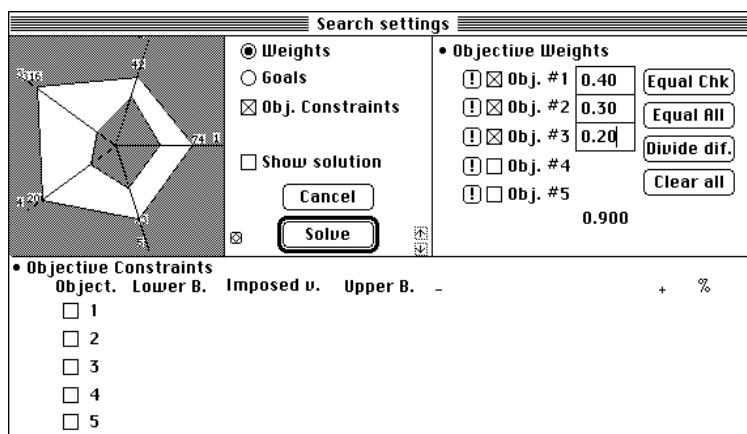 Search settings
Weights
Goals
Obj. Constraints
Show solution
Cancel
Solve
• Objective Weights
! Obj. #1 0.40
! Obj. #2 0.30
! Obj. #3 0.20
! Obj. #4
! Obj. #5
0.900
Equal Chk
Equal All
Divide dif.
Clear all
• Objective Constraints
Object. Lower B. Imposed v. Upper B. - + %
1
2
3
4
5